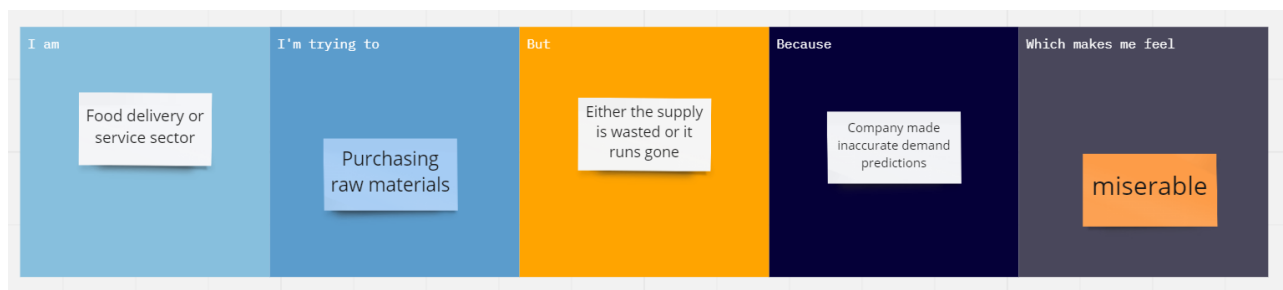 I am
Food delivery or
service sector
I'm trying to
Purchasing
raw materials
But
Either the supply
is wasted or it
runs gone
Because
Company made
inaccurate demand
predictions
Which makes me feel
miserable